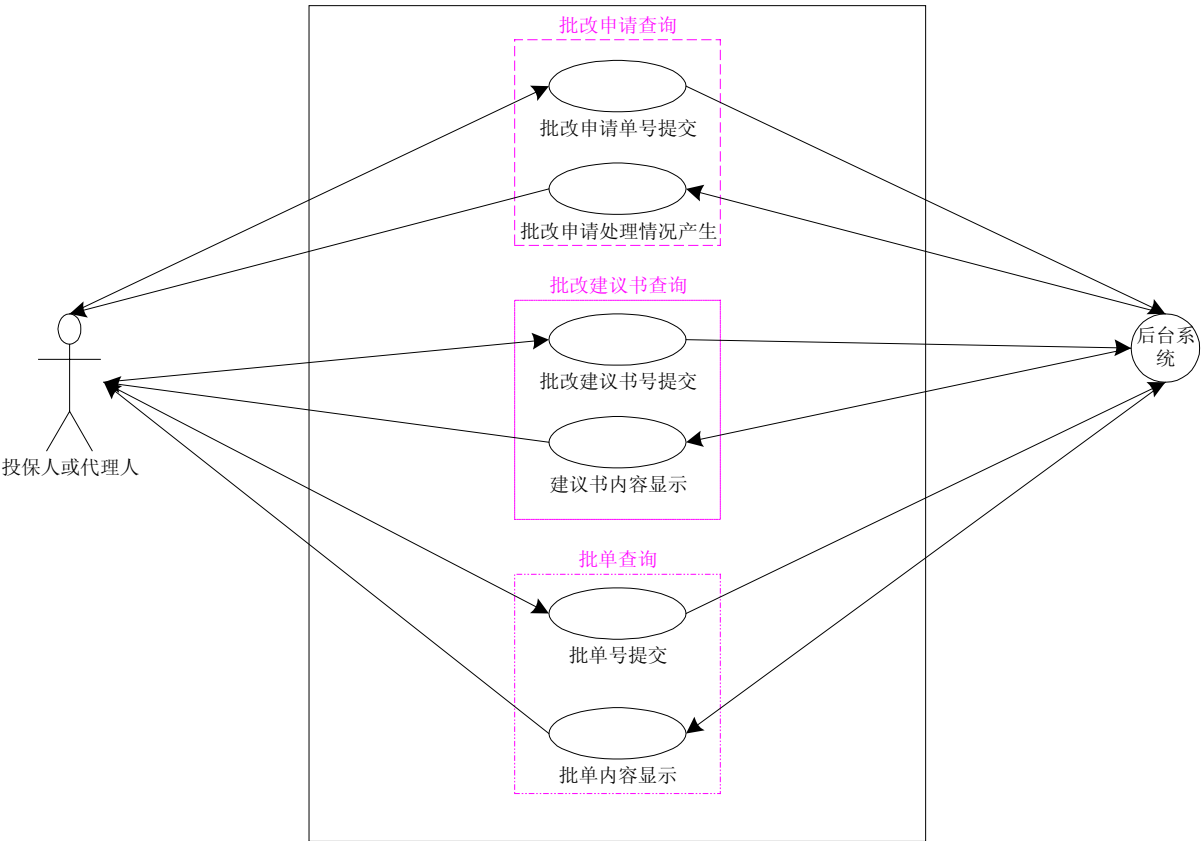 批改申请查询
批改申请单号提交
批改申请处理情况产生
批改建议书查询
批改建议书号提交
建议书内容显示
批单查询
批单号提交
批单内容显示
投保人或代理人
后台系
统